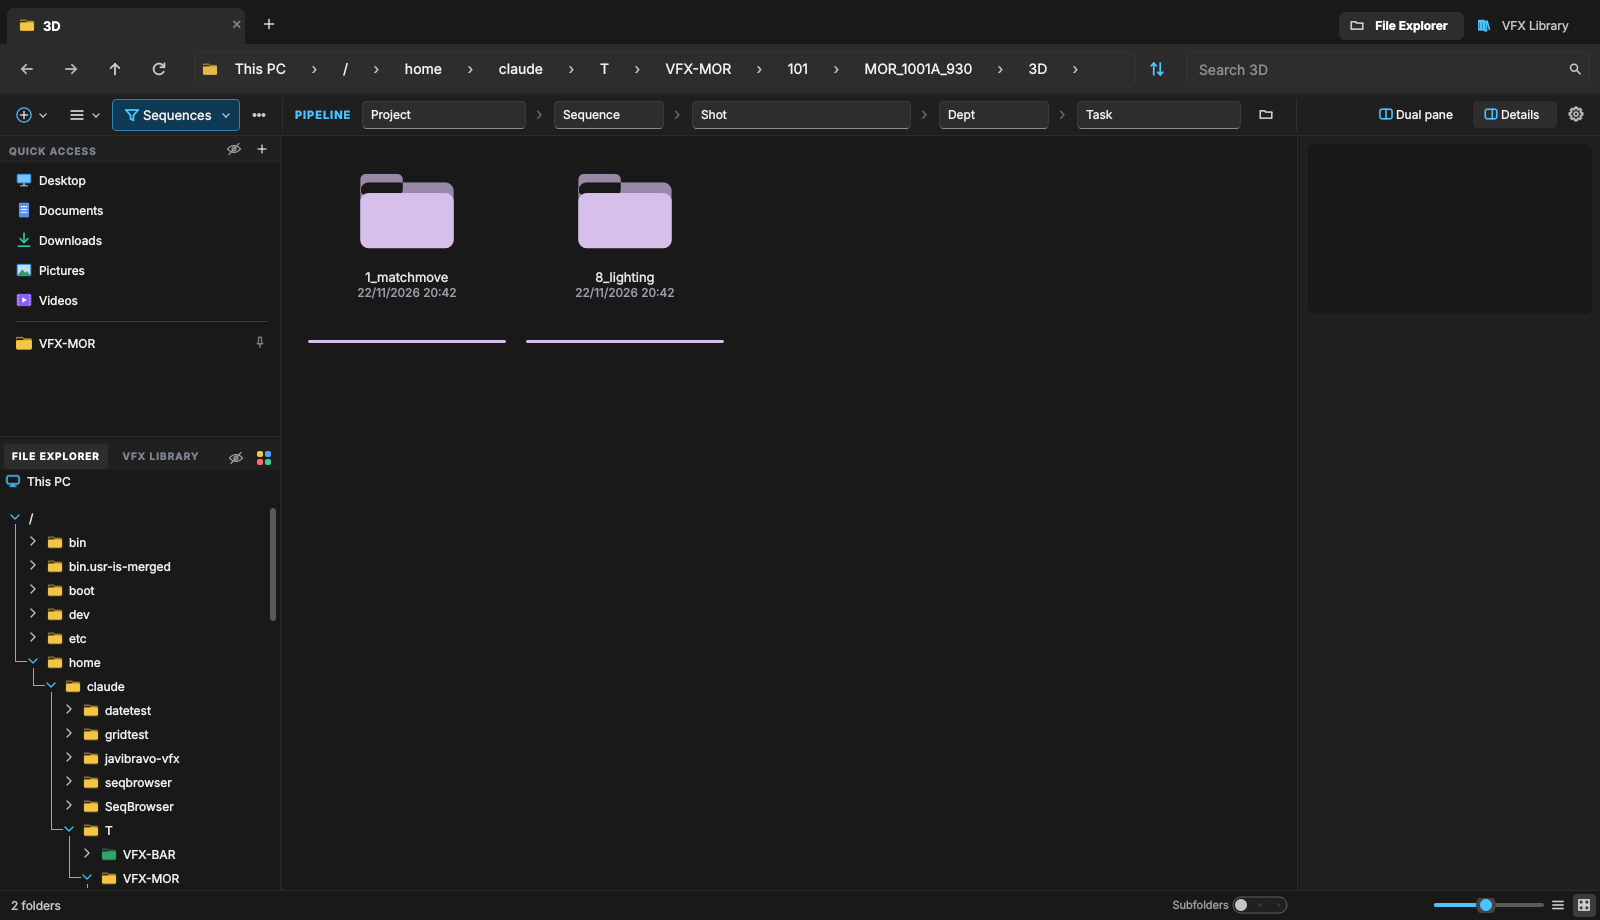 3D
File Explorer
VFX Library
This PC
/
home
claude
T
VFX-MOR
101
MOR_1001A_930
3D
Search 3D
Sequences
PIPELINE
Project
Sequence
Shot
Dept
Task
Dual pane
Details
QUICK ACCESS
Desktop
Documents
Downloads
Pictures
Videos
VFX-MOR
1_matchmove
22/11/2026 20:42
8_lighting
22/11/2026 20:42
FILE EXPLORER
VFX LIBRARY
This PC
/
bin
bin.usr-is-merged
boot
dev
etc
home
claude
datetest
gridtest
javibravo-vfx
seqbrowser
SeqBrowser
T
VFX-BAR
VFX-MOR
2 folders
Subfolders